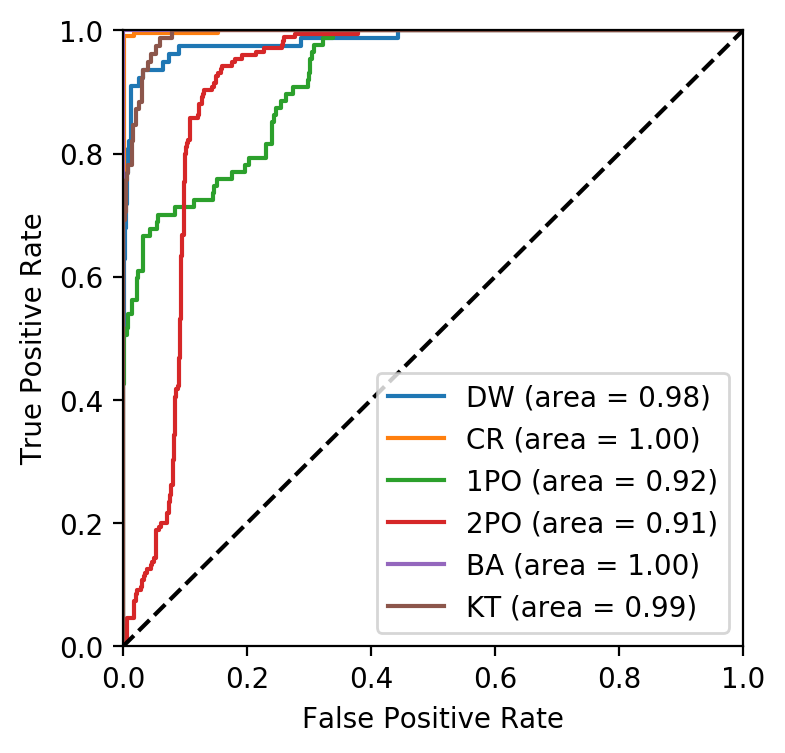 1.0
0.8
0.6
0.4
0.2
0.0
True Positive Rate
DW (area = 0.98)
CR (area = 1.00)
1PO (area = 0.92)
2PO (area = 0.91)
BA (area = 1.00)
KT (area = 0.99)
0.0 0.2 0.4 0.6 0.8 1.0
False Positive Rate